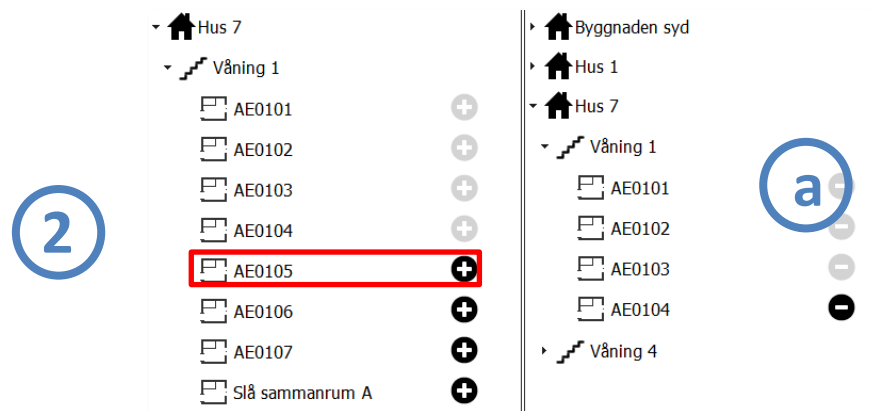 Hus 7
Våning 1
AE0101
AE0102
AE0103
AE0104
AE0105
AE0106
AE0107
Slå sammanrum A
2
Byggnaden syd
Hus 1
Hus 7
Våning 1
AE0101
AE0102
AE0103
AE0104
Våning 4
a